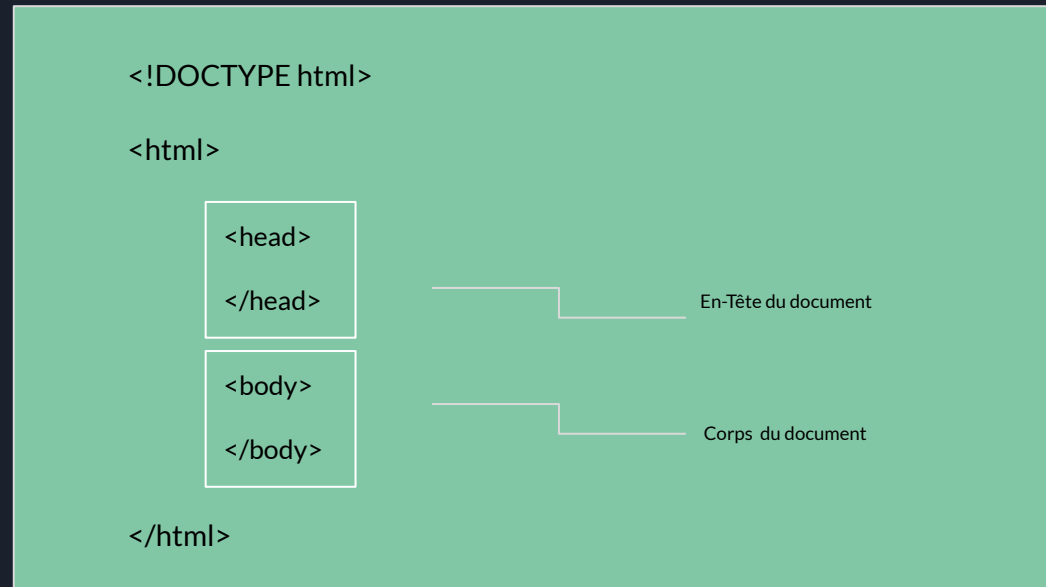 <!DOCTYPE html>
<html>
<head>
</head>
En-Tête du document
<body>
</body>
Corps du document
</html>